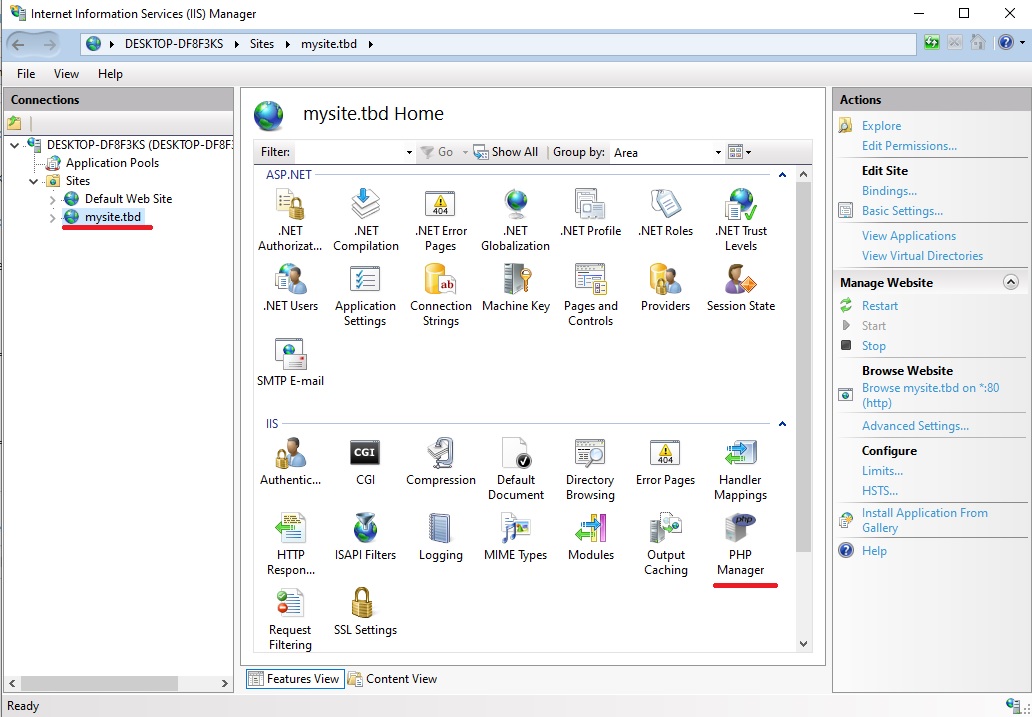 Internet Information Services (IIS) Manager
DESKTOP-DF8F3KS
Sites
mysite.tbd
File
View
Help
Connections
DESKTOP-DF8F3KS (DESKTOP-DF8F3
Application Pools
Sites
Default Web Site
mysite.tbd
mysite.tbd Home
Filter:
Go
Show All
Group by:
Area
ASP.NET
.NET
Authorizat...
.NET
Compilation
.NET Error
Pages
.NET
Globalization
.NET Profile
.NET Roles
.NET Trust
Levels
.NET Users
Application
Settings
Connection
Strings
Machine Key
Pages and
Controls
Providers
Session State
SMTP E-mail
IIS
Authentic...
CGI
CGI
Compression
Default
Document
Directory
Browsing
404
Error Pages
Handler
Mappings
HTTP
Respon...
ISAPI Filters
Logging
MIME Types
Modules
Output
Caching
php
PHP
Manager
Request
Filtering
SSL Settings
Features View
Content View
Actions
Explore
Edit Permissions...
Edit Site
Bindings...
Basic Settings...
View Applications
View Virtual Directories
Manage Website
Restart
Start
Stop
Browse Website
Browse mysite.tbd on *:80
(http)
Advanced Settings...
Configure
Limits...
HSTS...
Install Application From
Gallery
Help
Ready